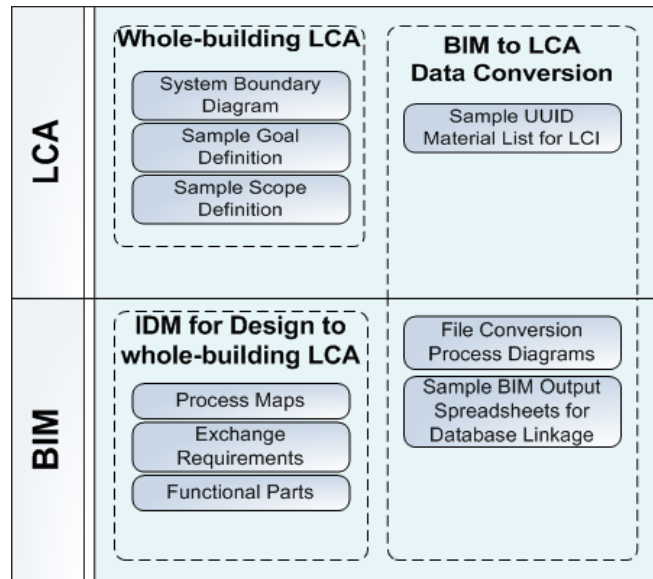 LCA
Whole-building LCA
System Boundary
Diagram
Sample Goal
Definition
Sample Scope
Definition
BIM to LCA
Data Conversion
Sample UUID
Material List for LCI
BIM
IDM for Design to
whole-building LCA
Process Maps
Exchange
Requirements
Functional Parts
File Conversion
Process Diagrams
Sample BIM Output
Spreadsheets for
Database Linkage